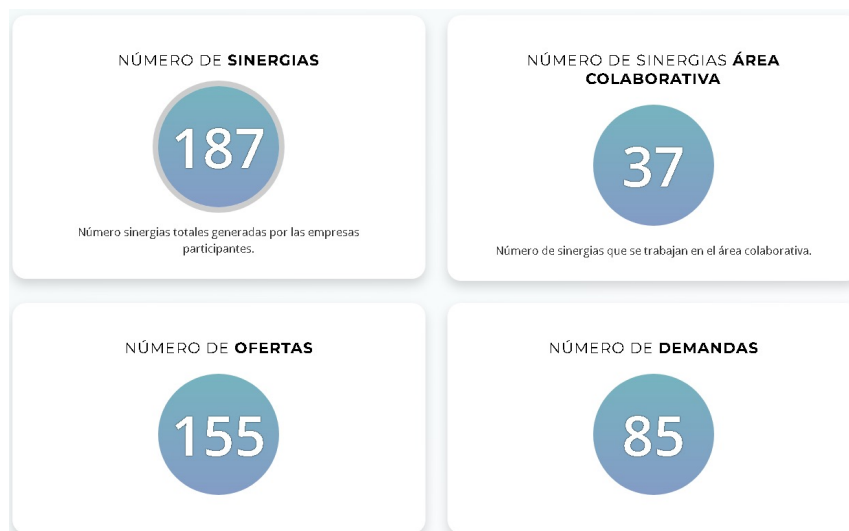 NÚMERO DE SINERGIAS
187
Número sinergias totales generadas por las empresas
participantes.
NÚMERO DE SINERGIAS ÁREA
COLABORATIVA
37
Número de sinergias que se trabajan en el área colaborativa.
NÚMERO DE OFERTAS
155
NÚMERO DE DEMANDAS
85